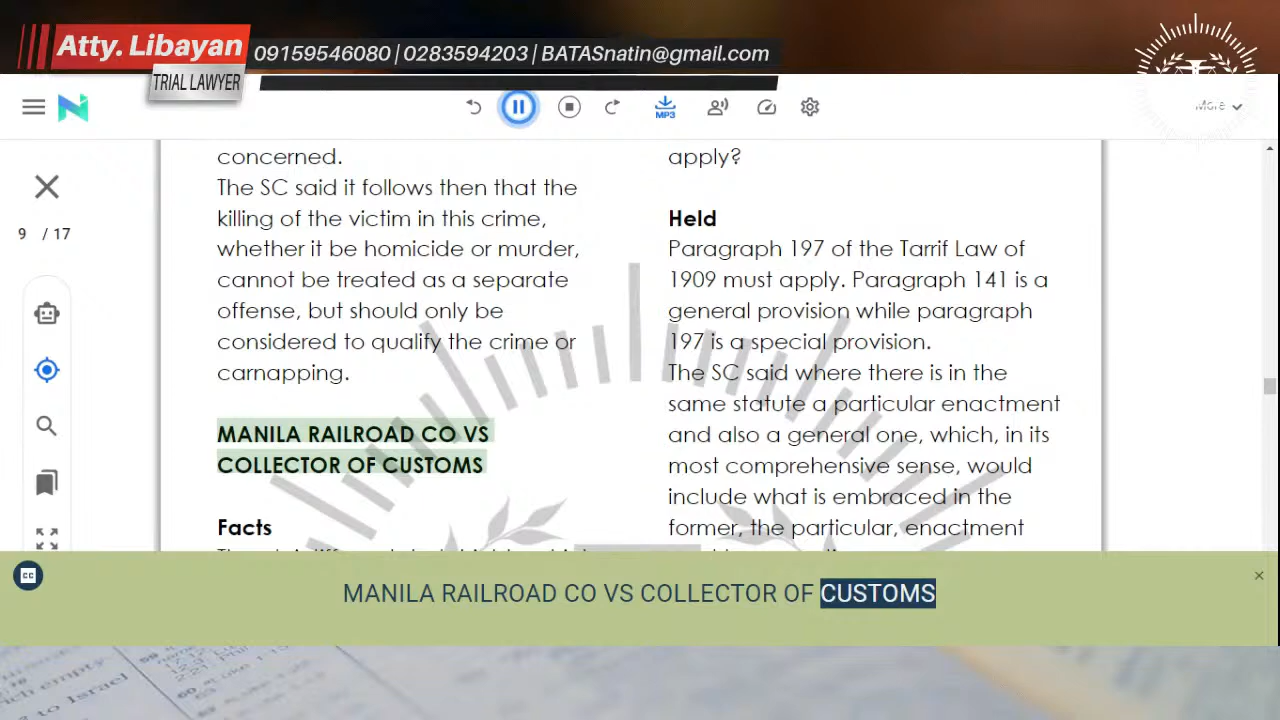 Atty. Libayan
TRIAL LAWYER
09159546080 | 0283594203 | BATASnatin@gmail.com
MP3
More
9 / 17
concerned.
The SC said it follows then that the
killing of the victim in this crime,
whether it be homicide or murder,
cannot be treated as a separate
offense, but should only be
considered to qualify the crime or
carnapping.
MANILA RAILROAD CO VS
COLLECTOR OF CUSTOMS
Facts
apply?
Held
Paragraph 197 of the Tarrif Law of
1909 must apply. Paragraph 141 is a
general provision while paragraph
197 is a special provision.
The SC said where there is in the
same statute a particular enactment
and also a general one, which, in its
most comprehensive sense, would
include what is embraced in the
former, the particular, enactment
CC
MANILA RAILROAD CO VS COLLECTOR OF CUSTOMS
to Israel